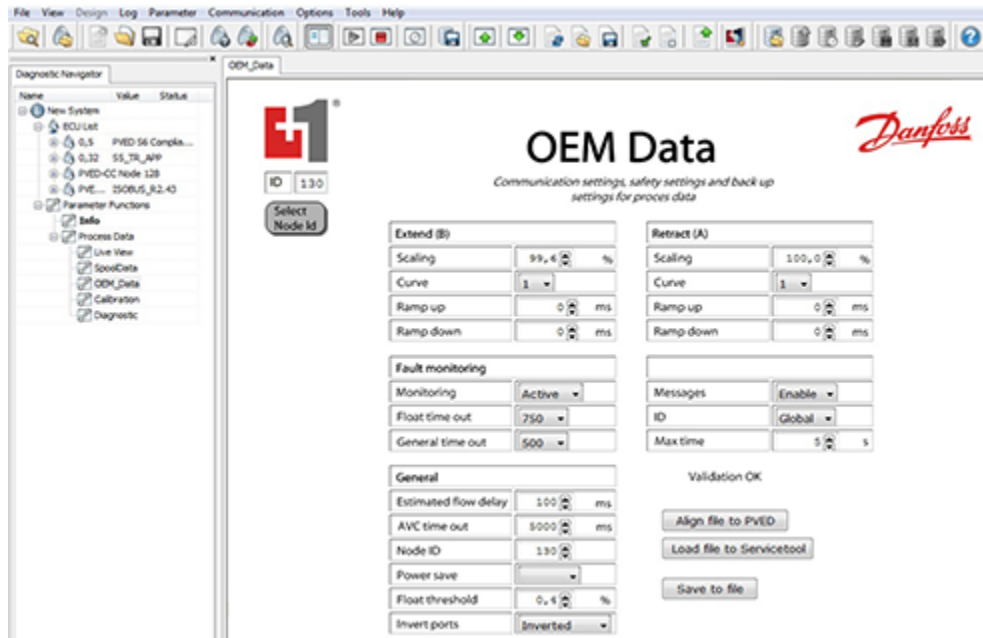 File View Design Log Parameter Communication Options Tools Help
Diagnostic Navigator
OEM_Data
Name Value Status
New System
ECU List
0,5 PVED S6 Complia...
0,32 SS_TR_APP
PVED-CC Node 128
PVE... ISOBUS_R2.43
Parameter Functions
Info
Process Data
Live View
SpoolData
OEM_Data
Calibration
Diagnostic
+1 ®
Danfoss
OEM Data
ID 130
Communication settings, safety settings and back up
settings for proces data
Select
Node Id
Extend (B)
Scaling 99,6 %
Curve 1
Ramp up 0 ms
Ramp down 0 ms
Retract (A)
Scaling 100,0 %
Curve 1
Ramp up 0 ms
Ramp down 0 ms
Fault monitoring
Monitoring Active
Float time out 750
General time out 500
Messages Enable
ID Global
Max time 5 s
General
Estimated flow delay 100 ms
AVC time out 5000 ms
Node ID 130
Power save
Float threshold 0,4 %
Invert ports Inverted
Validation OK
Align file to PVED
Load file to Servicetool
Save to file